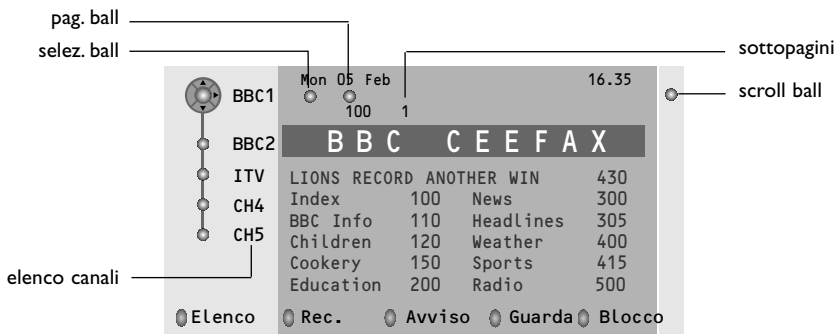 pag. ball
selez. ball
sottopagini
scroll ball
elenco canali
BBC1
BBC2
ITV
CH4
CH5
Mon 05 Feb 16.35
100 1
BBC CEEFAX
LIONS RECORD ANOTHER WIN 430
Index 100 News 300
BBC Info 110 Headlines 305
Children 120 Weather 400
Cookery 150 Sports 415
Education 200 Radio 500
Elenco Rec. Avviso Guarda Blocco